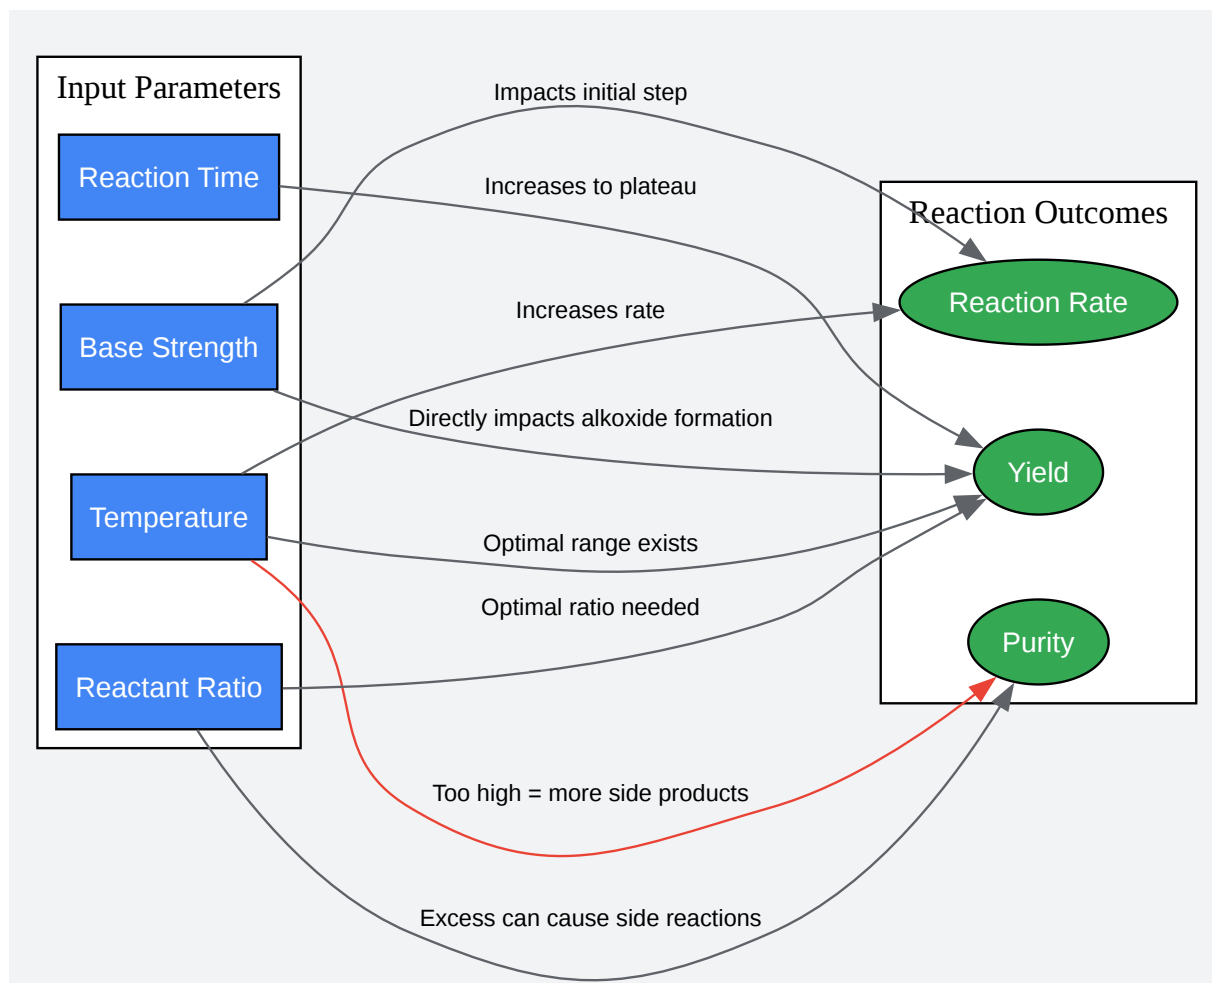 Input Parameters
Reaction Time
Base Strength
Temperature
Reactant Ratio
Impacts initial step
Increases to plateau
Increases rate
Directly impacts alkoxide formation
Optimal range exists
Optimal ratio needed
Too high = more side products
Excess can cause side reactions
Reaction Outcomes
Reaction Rate
Yield
Purity